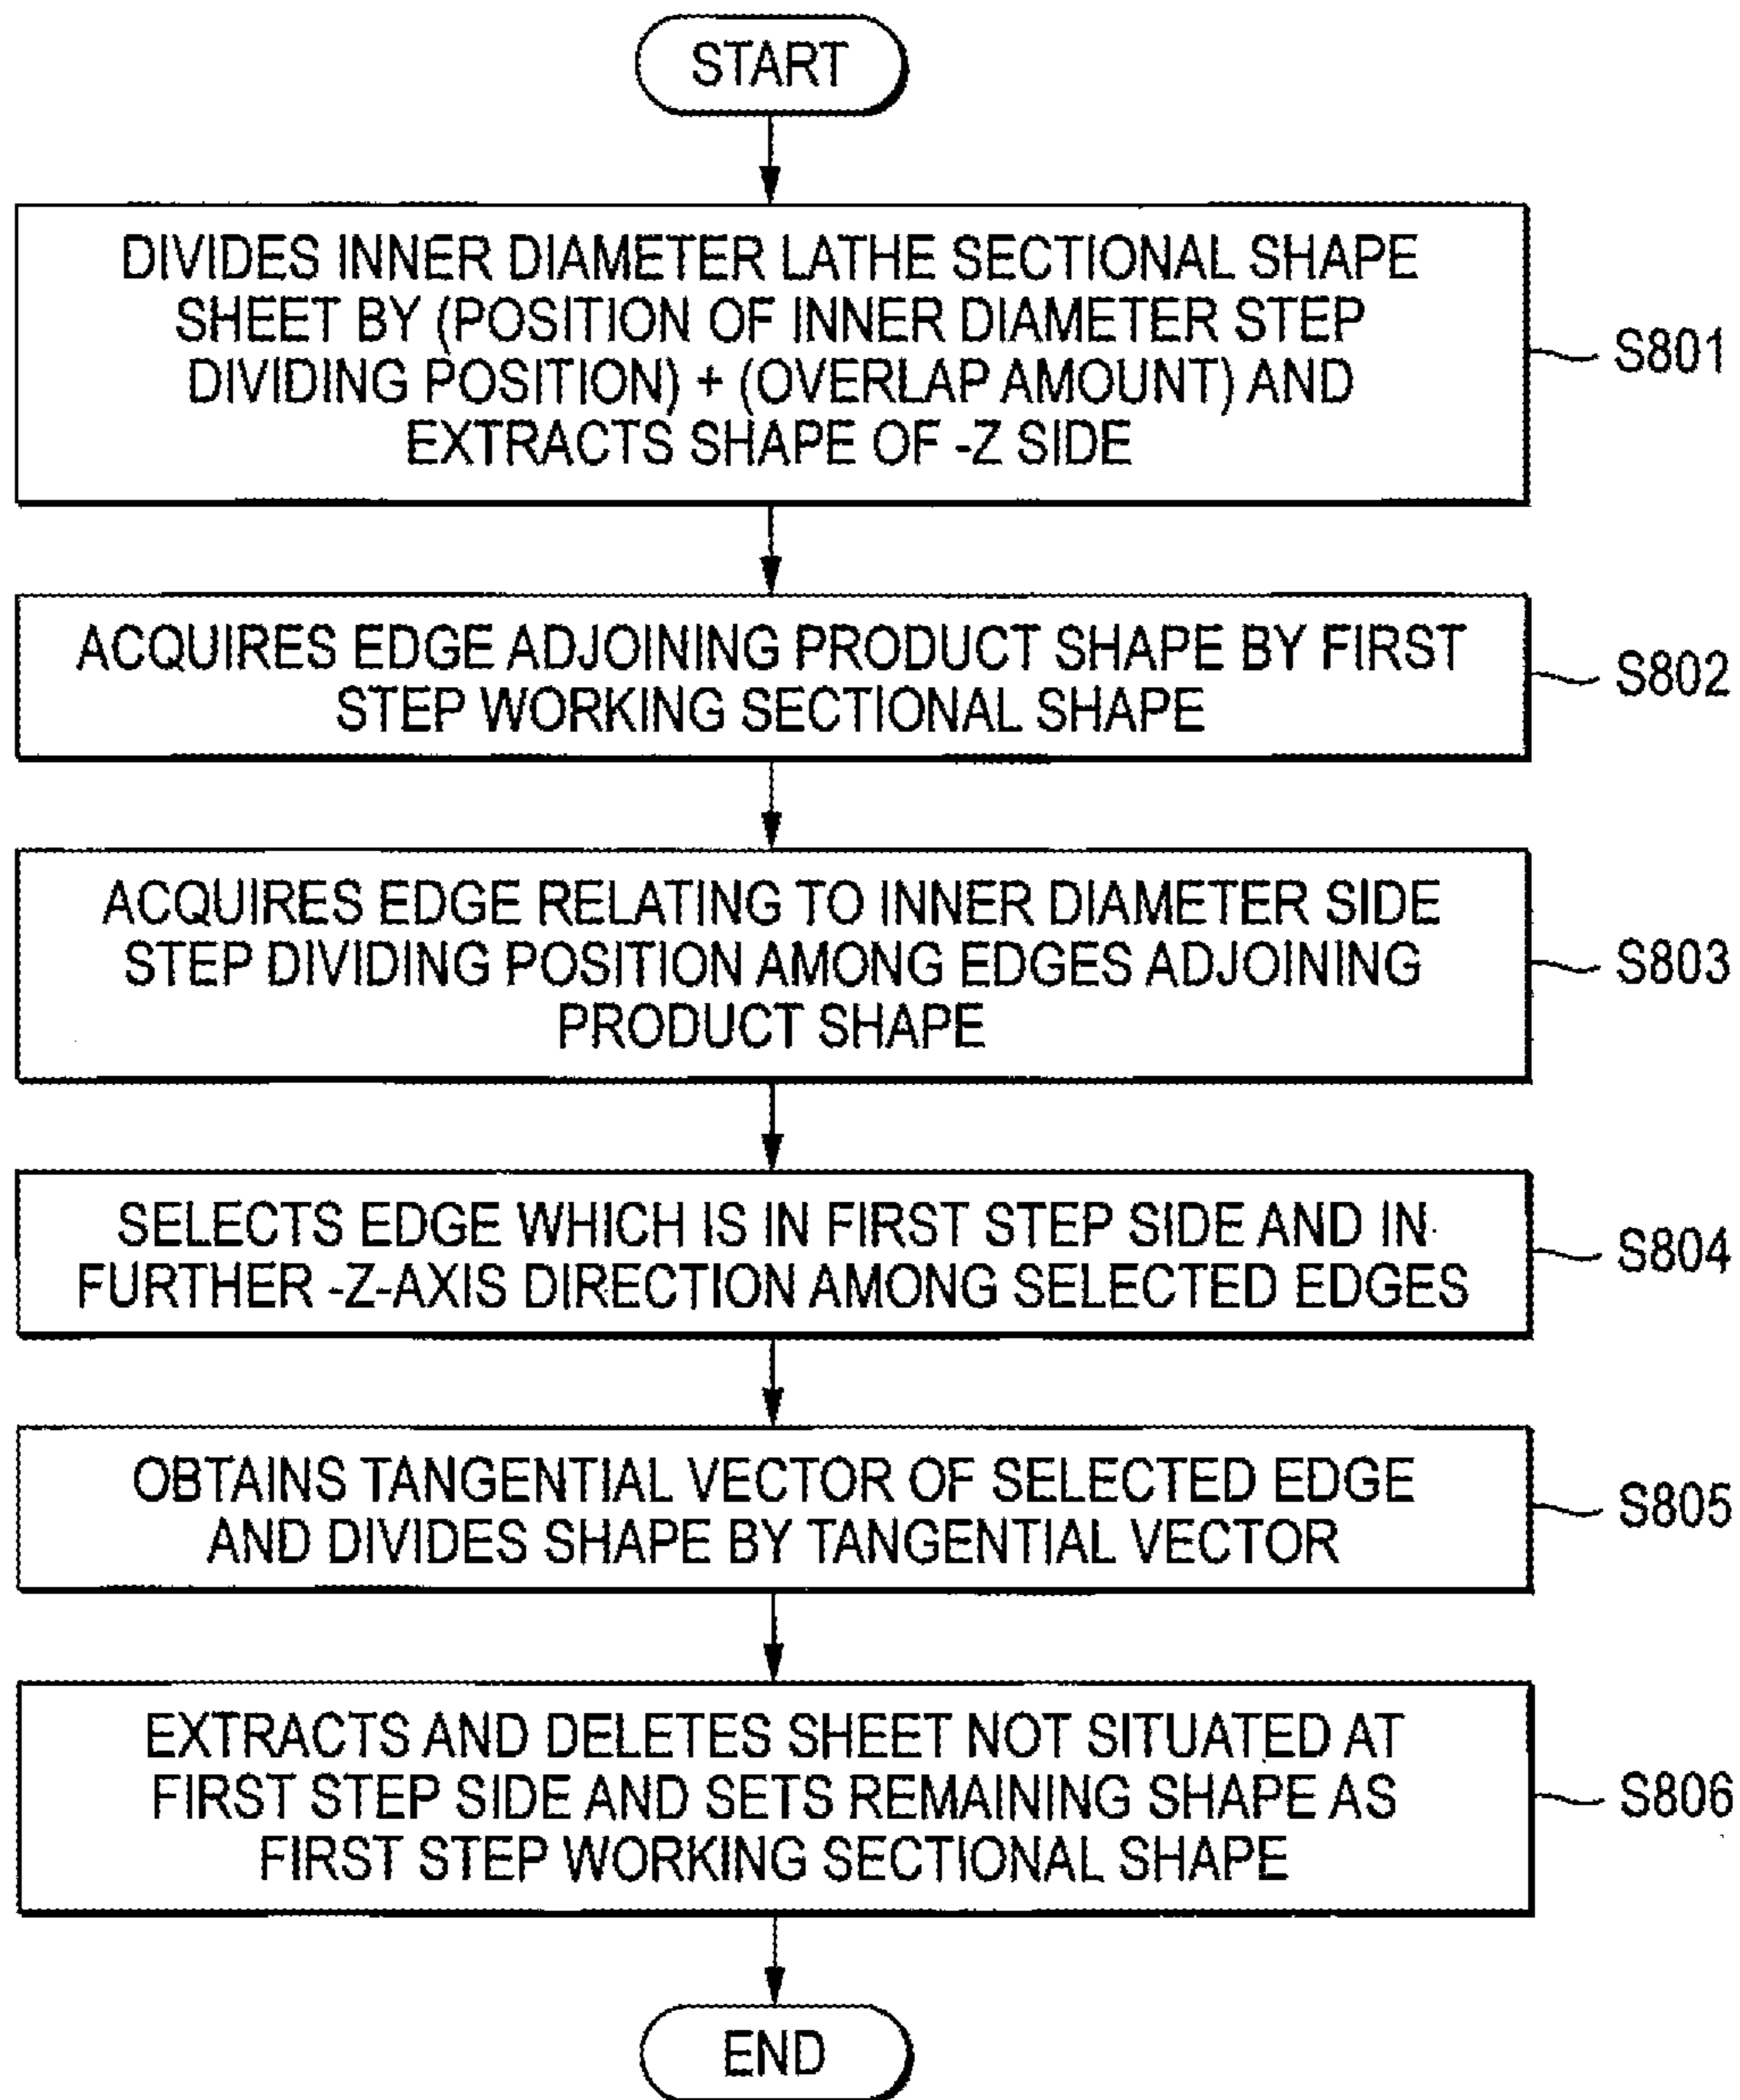 START
DIVIDES INNER DIAMETER LATHE SECTIONAL SHAPE
SHEET BY (POSITION OF INNER DIAMETER STEP
DIVIDING POSITION) + (OVERLAP AMOUNT) AND
EXTRACTS SHAPE OF -Z SIDE
S801
ACQUIRES EDGE ADJOINING PRODUCT SHAPE BY FIRST
STEP WORKING SECTIONAL SHAPE
S802
ACQUIRES EDGE RELATING TO INNER DIAMETER SIDE
STEP DIVIDING POSITION AMONG EDGES ADJOINING
PRODUCT SHAPE
S803
SELECTS EDGE WHICH IS IN FIRST STEP SIDE AND IN
FURTHER -Z-AXIS DIRECTION AMONG SELECTED EDGES
S804
OBTAINS TANGENTIAL VECTOR OF SELECTED EDGE
AND DIVIDES SHAPE BY TANGENTIAL VECTOR
S805
EXTRACTS AND DELETES SHEET NOT SITUATED AT
FIRST STEP SIDE AND SETS REMAINING SHAPE AS
FIRST STEP WORKING SECTIONAL SHAPE
S806
END